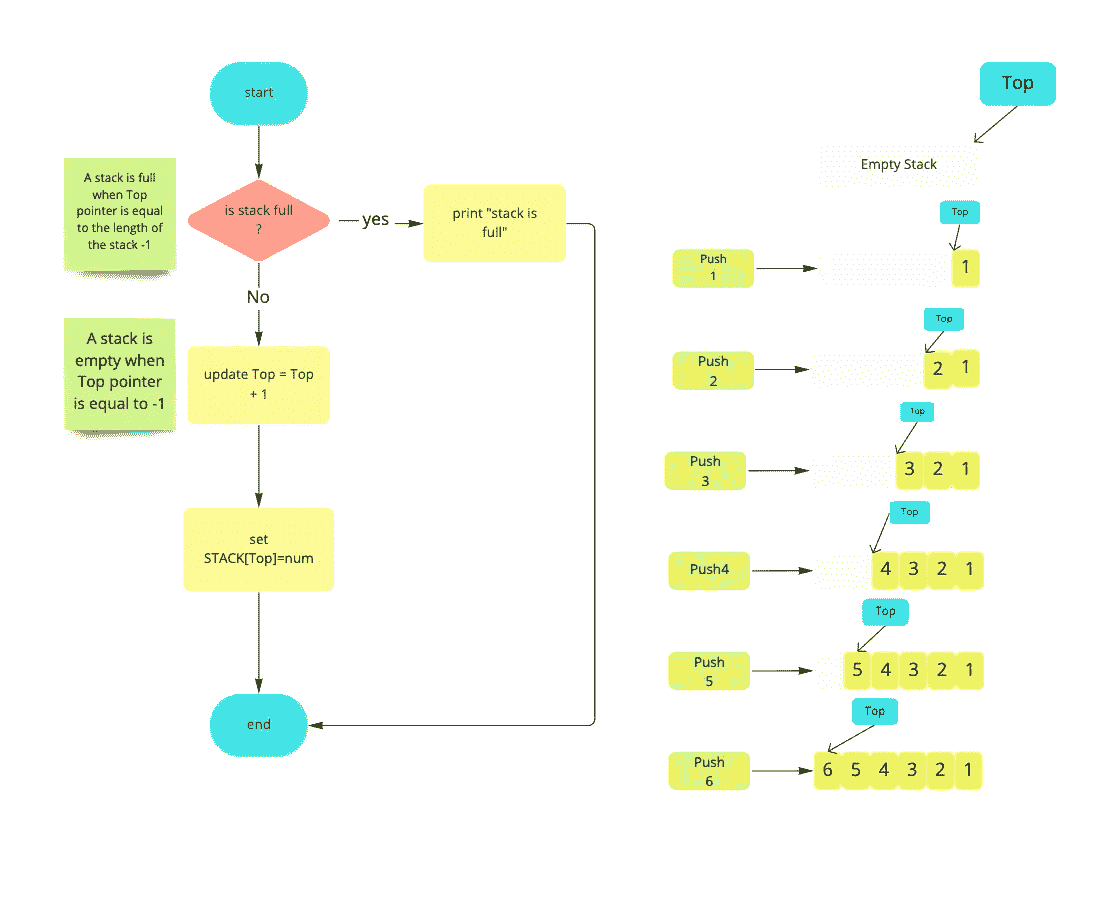 start
A stack is full
when Top
pointer is equal
to the length of
the stack -1
is stack full
?
yes
print "stack is
full"
No
A stack is
empty when
Top pointer
is equal to -1
update Top = Top
+ 1
set
STACK[Top]=num
end
Top
Empty Stack
Top
Push
1
1
Top
Push
2
2 1
Top
Push
3
3 2 1
Top
Push4
4 3 2 1
Top
Push
5
5 4 3 2 1
Top
Push
6
6 5 4 3 2 1